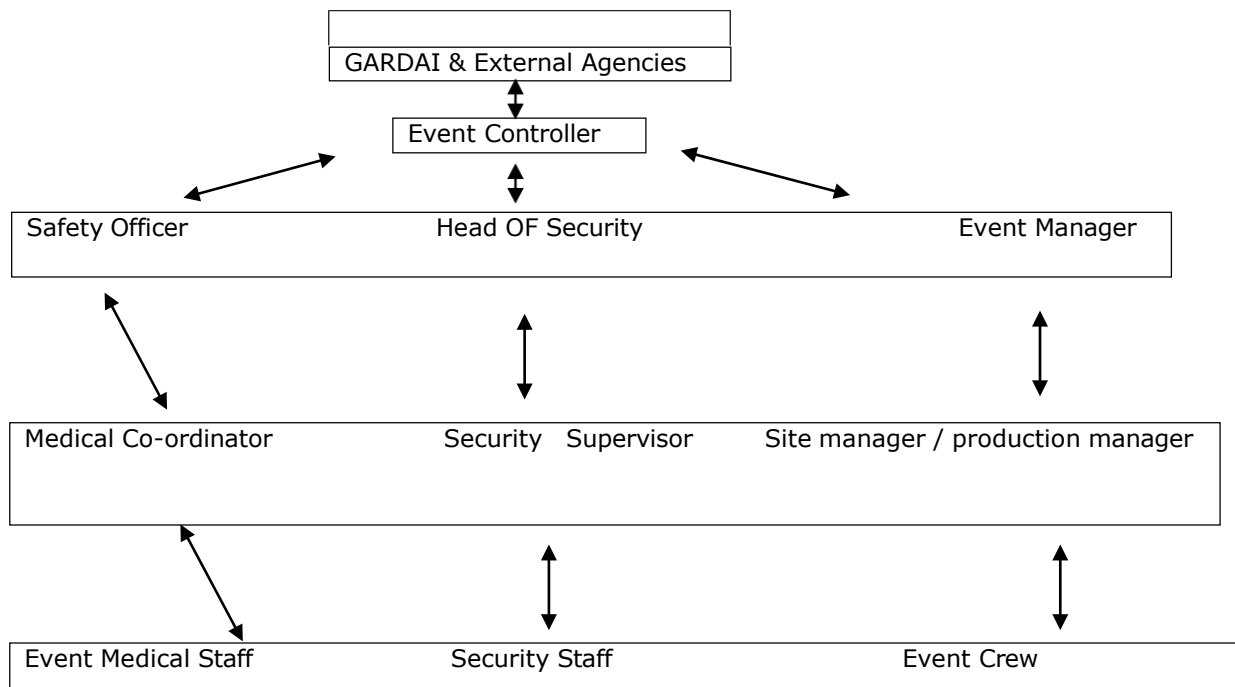 GARDAI & External Agencies
Event Controller
Safety Officer Head OF Security Event Manager
Medical Co-ordinator Security Supervisor Site manager / production manager
Event Medical Staff Security Staff Event Crew